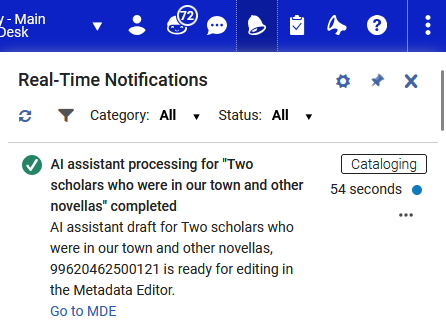 y - Main
Desk
72
Real-Time Notifications
Category: All Status: All
AI assistant processing for "Two
scholars who were in our town and other
novellas" completed
Cataloging
54 seconds
AI assistant draft for Two scholars who
were in our town and other novellas,
99620462500121 is ready for editing in
the Metadata Editor.
Go to MDE